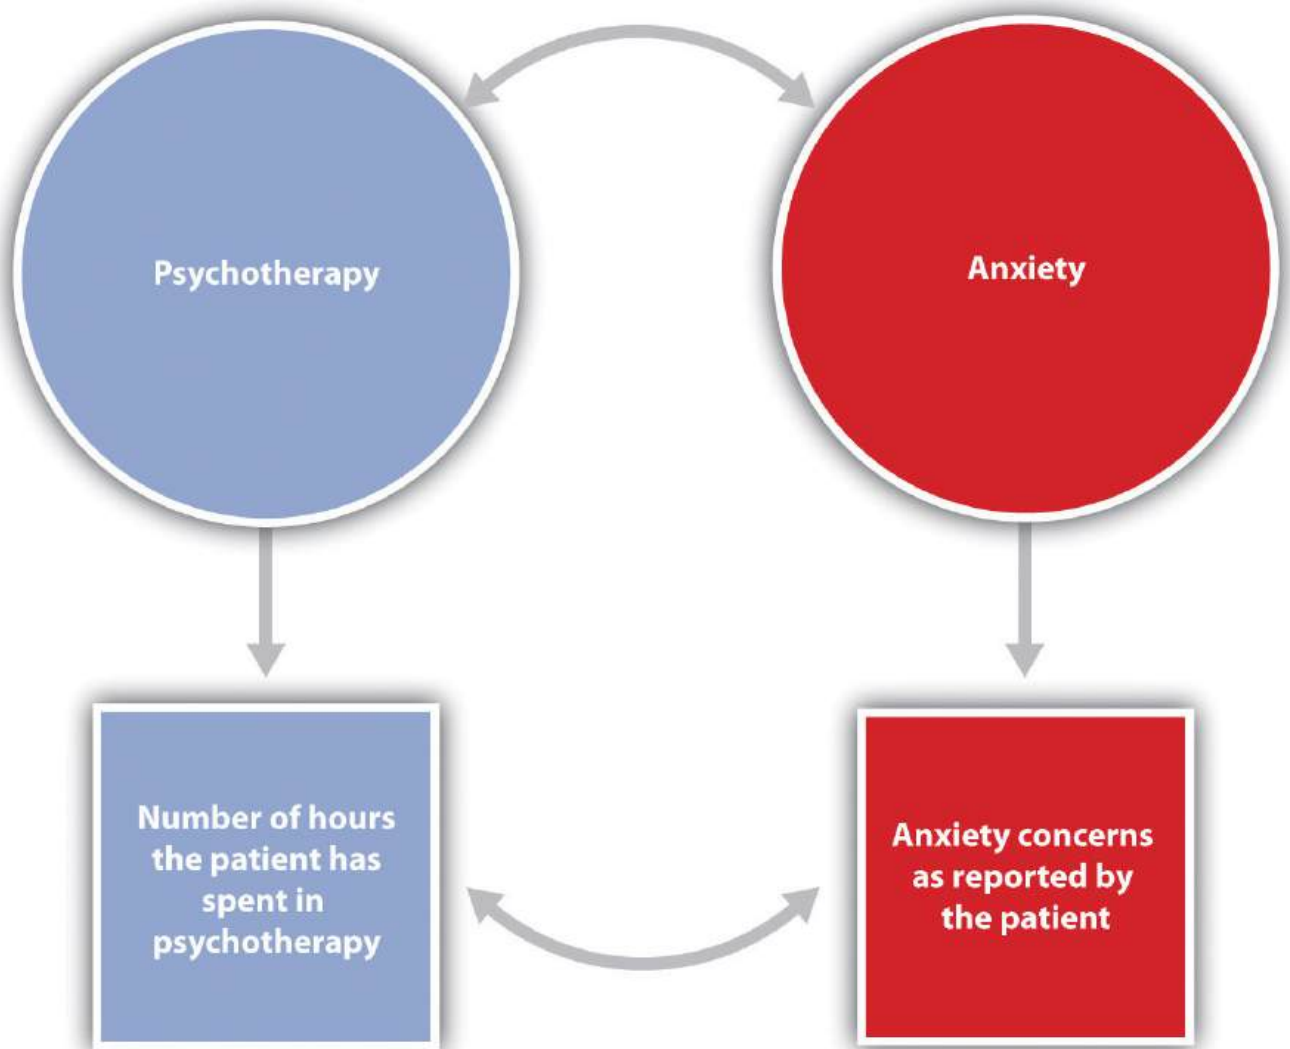 Psychotherapy
Anxiety
Number of hours
the patient has
spent in
psychotherapy
Anxiety concerns
as reported by
the patient